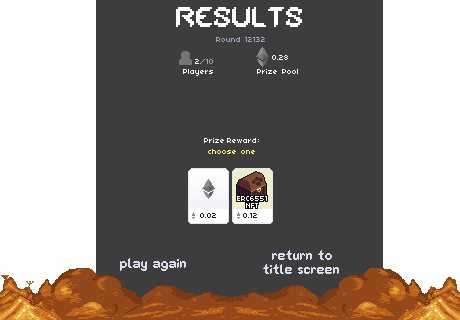 RESULTS
Round 12132
2/10
0.28
Players
Prize Pool
Prize Reward:
choose one
ERC6551
NFT
0.02
0.12
play again
return to
title screen